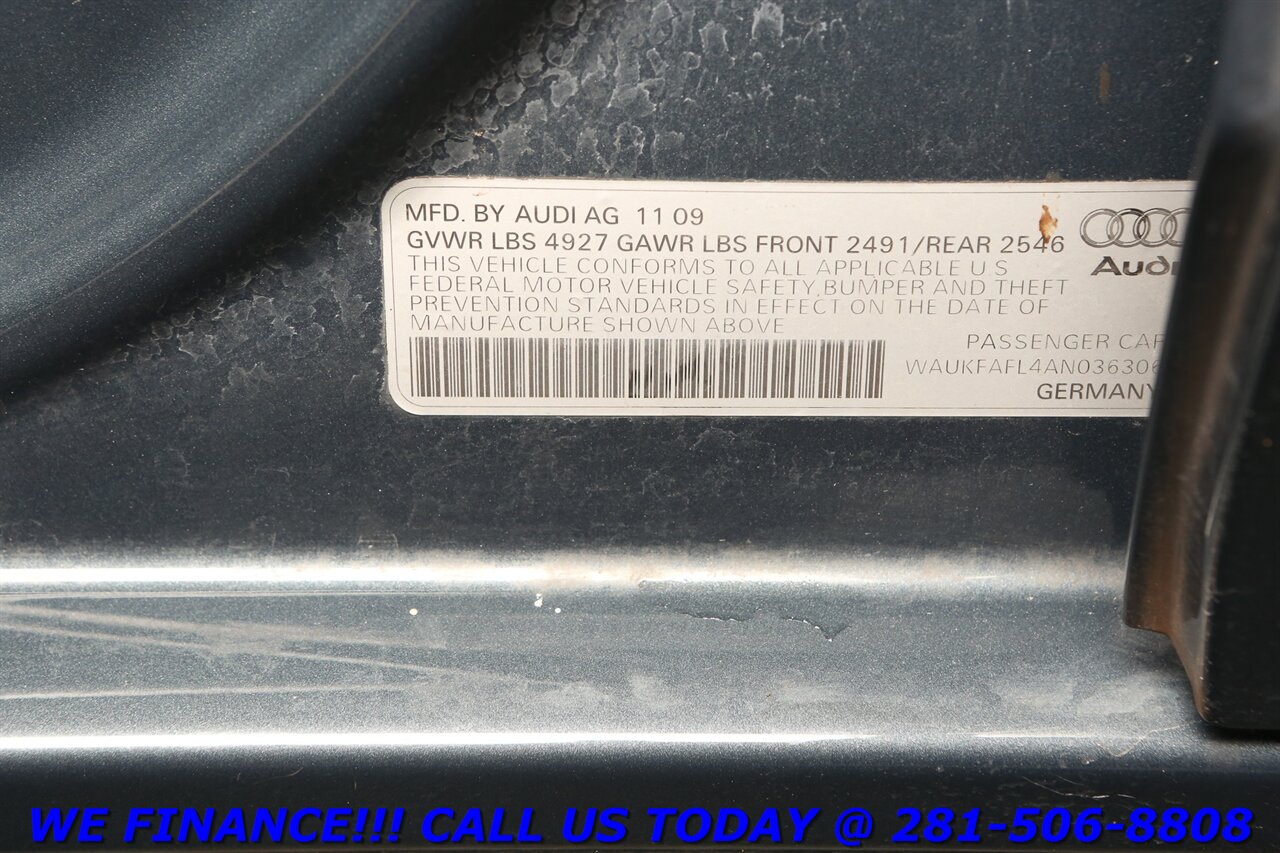 MFD. BY AUDI AG 11 09
GVWR LBS 4927 GAWR LBS FRONT 2491/REAR 2546
THIS VEHICLE CONFORMS TO ALL APPLICABLE U S
FEDERAL MOTOR VEHICLE SAFETY, BUMPER AND THEFT
PREVENTION STANDARDS IN EFFECT ON THE DATE OF
MANUFACTURE SHOWN ABOVE
Audi
PASSENGER CAR
WAUKFAFL4AN036306
GERMANY
WE FINANCE!!! CALL US TODAY @ 281-506-8808